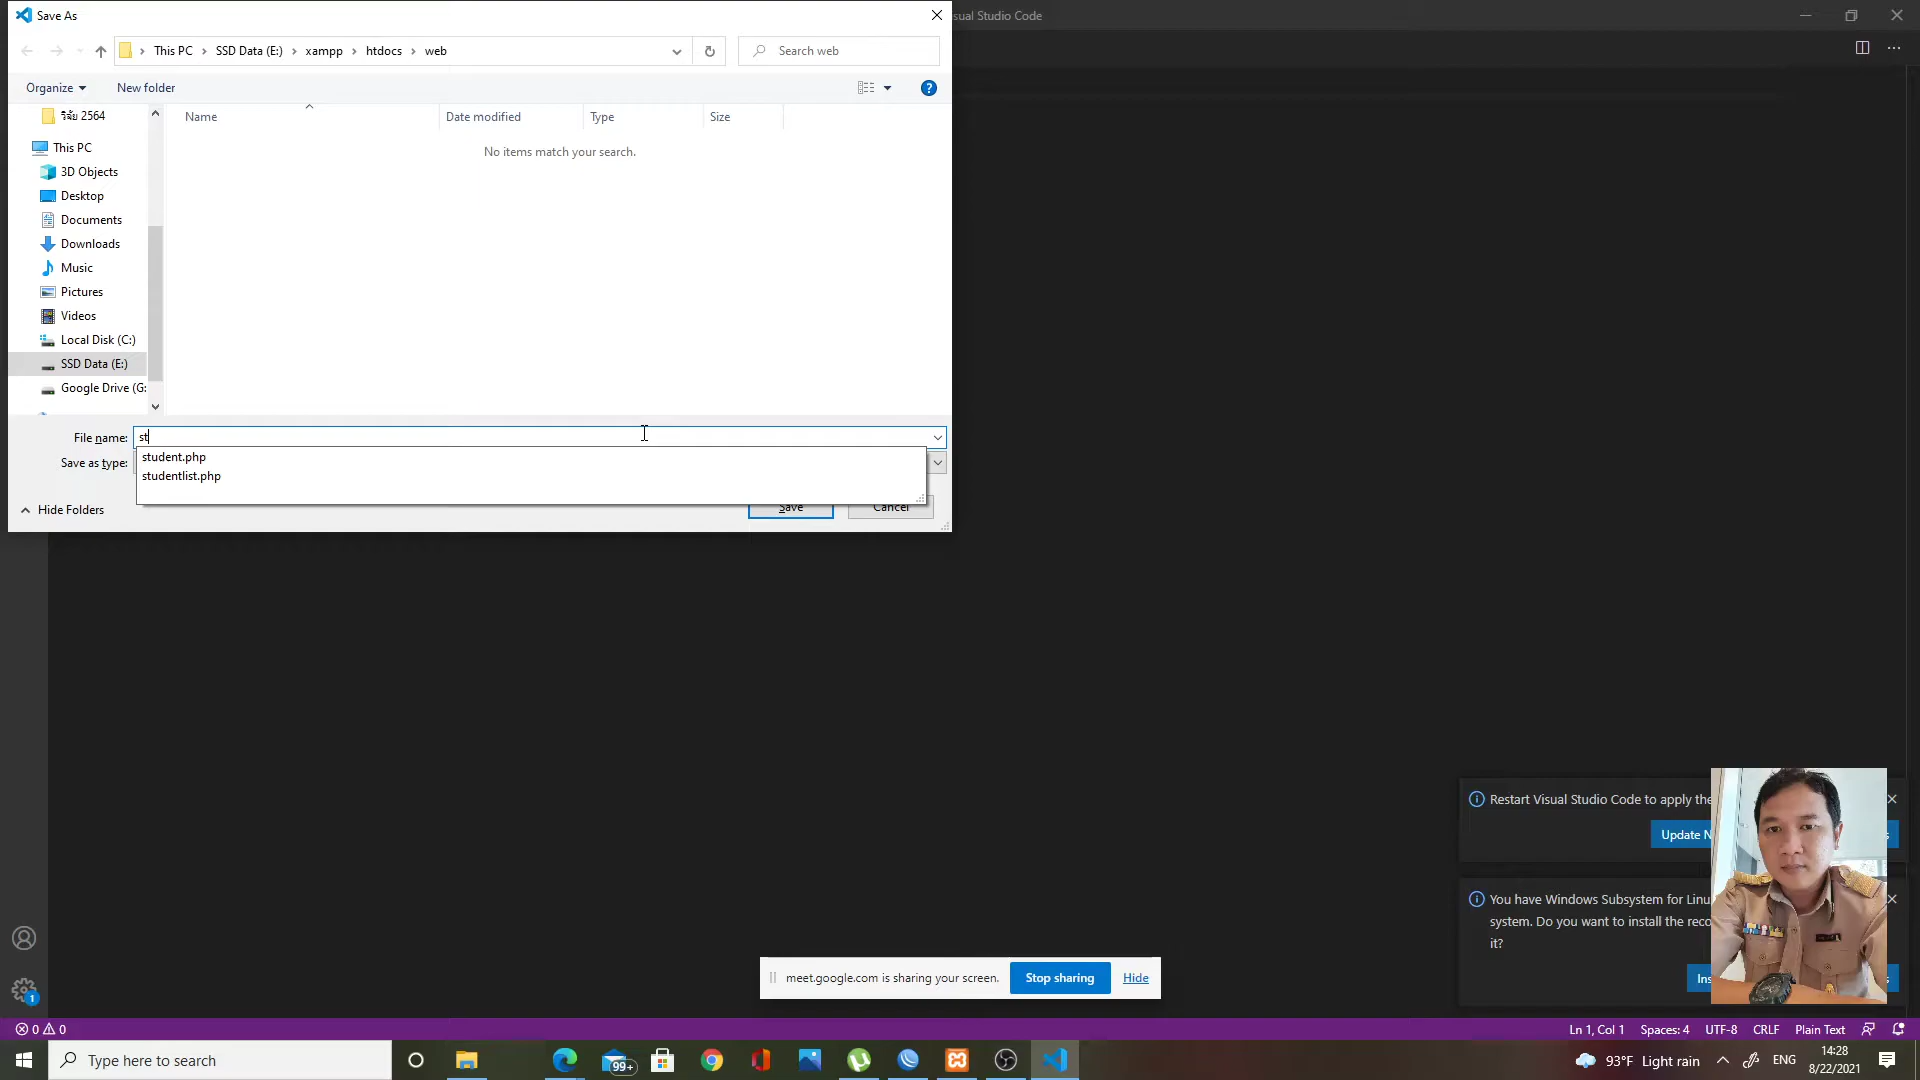 Save As
sual Studio Code
This PC > SSD Data (E:) > xampp > htdocs > web
Search web
Organize
New folder
Name
Date modified
Type
Size
No items match your search.
วิจัย 2564
This PC
3D Objects
Desktop
Documents
Downloads
Music
Pictures
Videos
Local Disk (C:)
SSD Data (E:)
Google Drive (G:
File name:
st
Save as type:
student.php
studentlist.php
Hide Folders
Save
Cancel
Restart Visual Studio Code to apply the
Update N
You have Windows Subsystem for Linu
system. Do you want to install the reco
it?
Ins
meet.google.com is sharing your screen.
Stop sharing
Hide
1
0 0
Ln 1, Col 1
Spaces: 4
UTF-8
CRLF
Plain Text
Type here to search
99+
93°F Light rain
ENG
14:28
8/22/2021